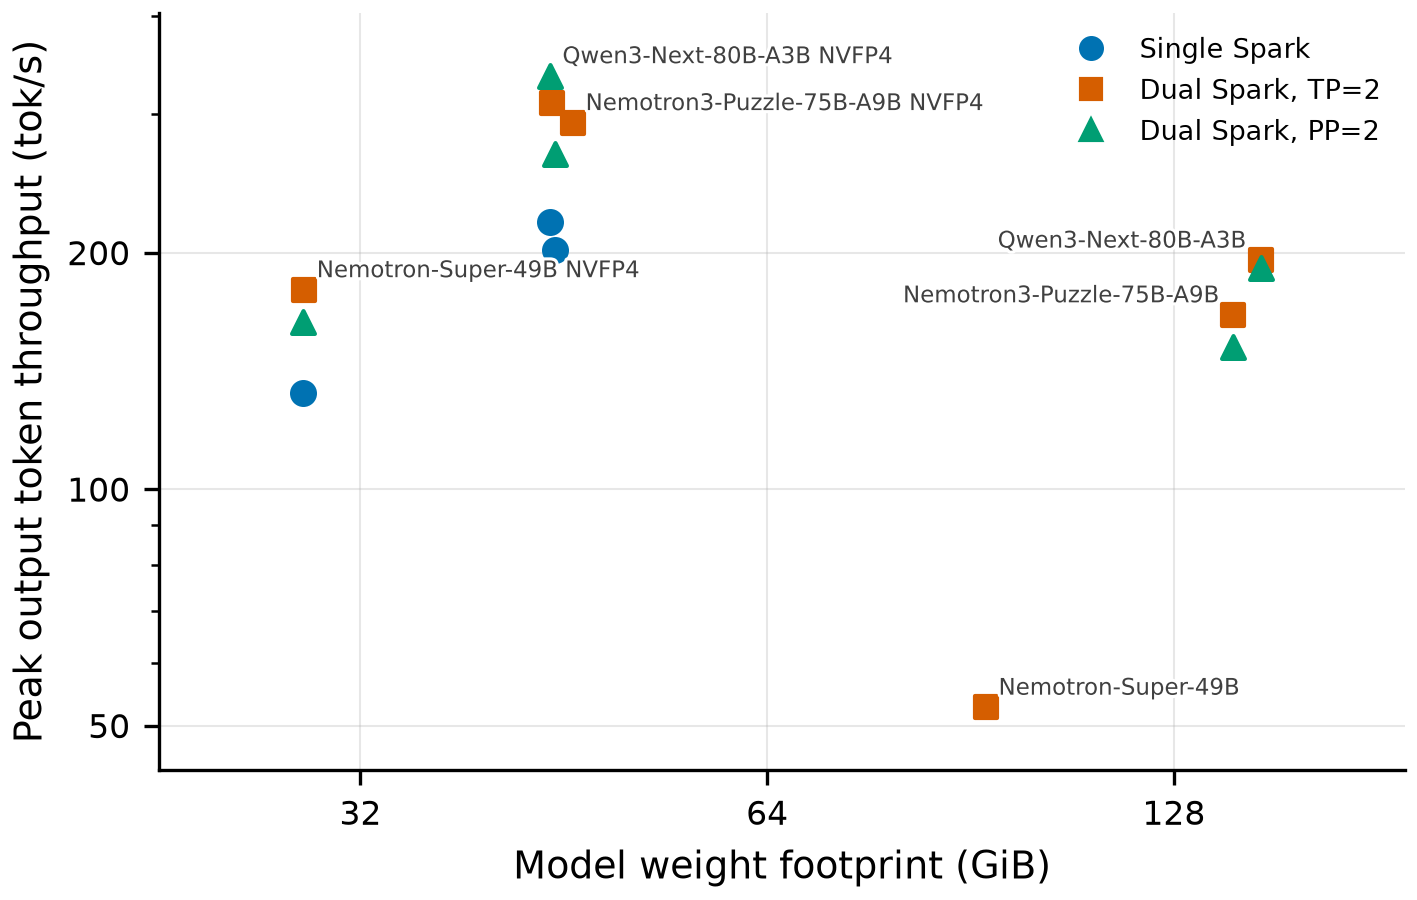 Peak output token throughput (tok/s)
200
100
50
Qwen3-Next-80B-A3B NVFP4
Nemotron3-Puzzle-75B-A9B NVFP4
Nemotron-Super-49B NVFP4
Single Spark
Dual Spark, TP=2
Dual Spark, PP=2
Qwen3-Next-80B-A3B
Nemotron3-Puzzle-75B-A9B
Nemotron-Super-49B
32
64
128
Model weight footprint (GiB)